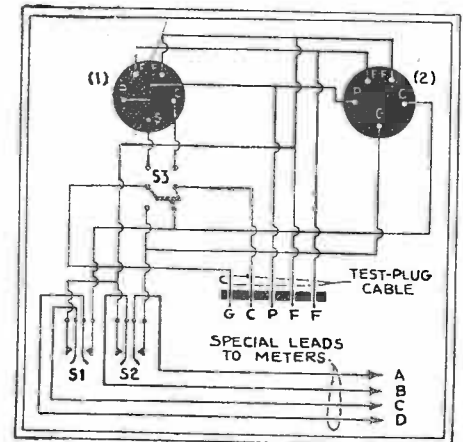 (1)
F F
P
C
S
(2)
F F
P
C
G
S3
C
TEST-PLUG
CABLE
G C P F F
SPECIAL LEADS
TO METERS.
S1
S2
A
B
C
D